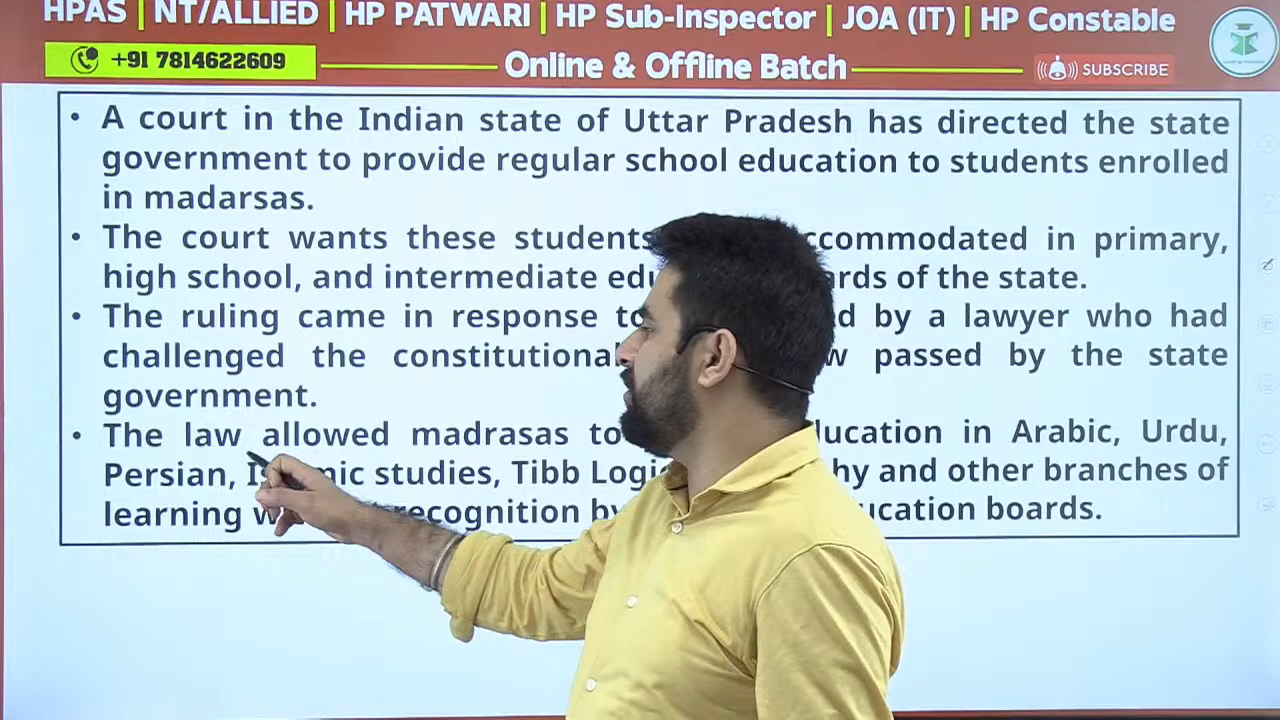 HPAS | NT/ALLIED | HP PATWARI | HP Sub-Inspector | JOA (IT) | HP Constable
+91 7814622609
Online & Offline Batch
SUBSCRIBE
• A court in the Indian state of Uttar Pradesh has directed the state
government to provide regular school education to students enrolled
in madarsas.
• The court wants these students ccommodated in primary,
high school, and intermediate edu ards of the state.
• The ruling came in response to d by a lawyer who had
challenged the constitutional w passed by the state
government.
• The law allowed madrasas to lucation in Arabic, Urdu,
Persian, I mic studies, Tibb Logi hy and other branches of
learning w recognition by ucation boards.